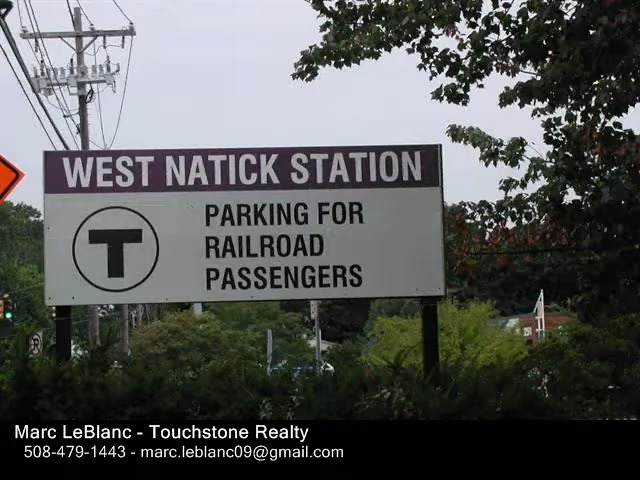 WEST NATICK STATION
T
PARKING FOR
RAILROAD
PASSENGERS
Marc LeBlanc - Touchstone Realty
508-479-1443 - marc.leblanc09@gmail.com